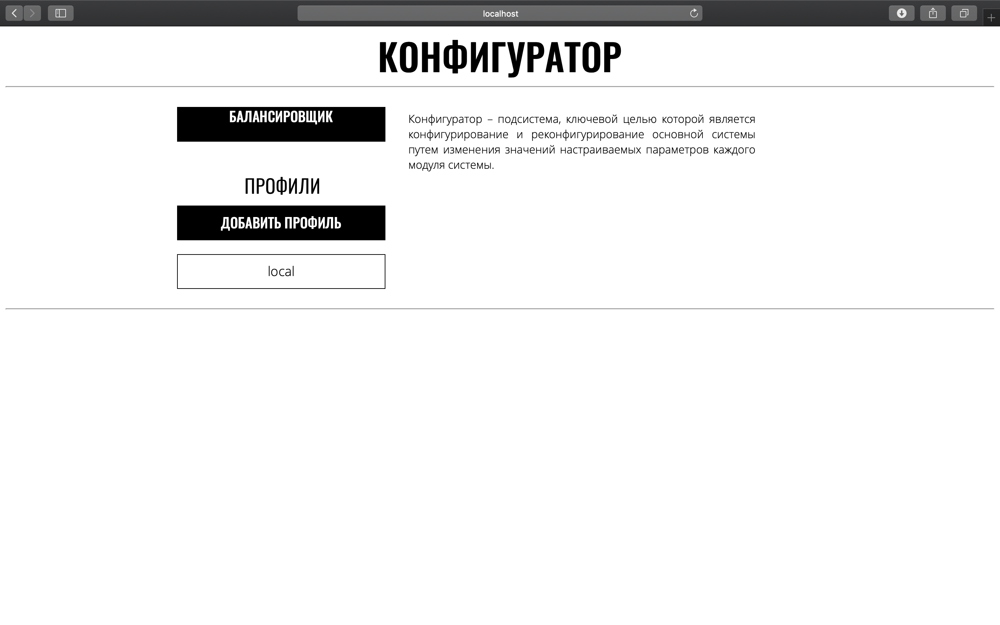 localhost
КОНФИГУРАТОР
БАЛАНСИРОВЩИК
Конфигуратор – подсистема, ключевой целью которой является
конфигурирование и реконфигурирование основной системы
путем изменения значений настраиваемых параметров каждого
модуля системы.
ПРОФИЛИ
ДОБАВИТЬ ПРОФИЛЬ
local